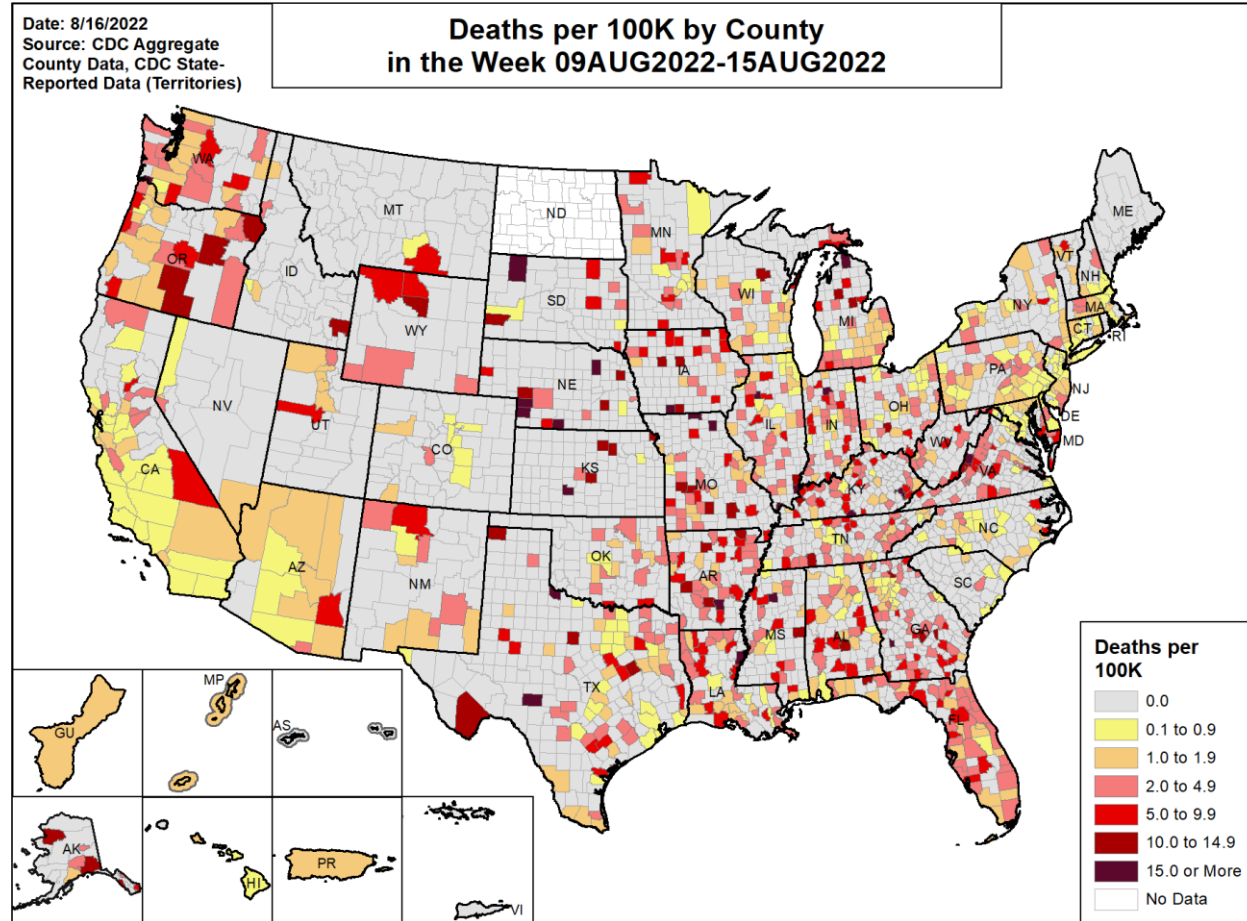 Date: 8/16/2022
Source: CDC Aggregate
County Data, CDC State-
Reported Data (Territories)
Deaths per 100K by County
in the Week 09AUG2022-15AUG2022
WA
MT
ND
MN
ME
OR
ID
SD
WI
MI
VT
NH
NY
MA
CT
RI
WY
IA
NE
PA
NJ
NV
UT
CO
IL
IN
OH
DE
MD
WV
VA
CA
KS
MO
KY
AZ
NM
OK
AR
TN
NC
SC
MS
AL
GA
TX
LA
FL
GU
MP
AS
AK
HI
PR
VI
Deaths per
100K
0.0
0.1 to 0.9
1.0 to 1.9
2.0 to 4.9
5.0 to 9.9
10.0 to 14.9
15.0 or More
No Data